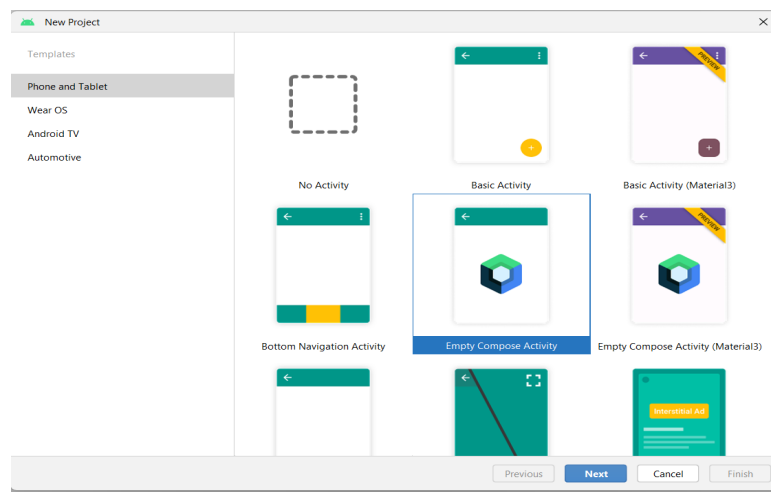 New Project
Templates
Phone and Tablet
Wear OS
Android TV
Automotive
PREVIEW
No Activity
Basic Activity
Basic Activity (Material3)
PREVIEW
Bottom Navigation Activity
Empty Compose Activity
Empty Compose Activity (Material3)
Interstitial Ad
Previous
Next
Cancel
Finish